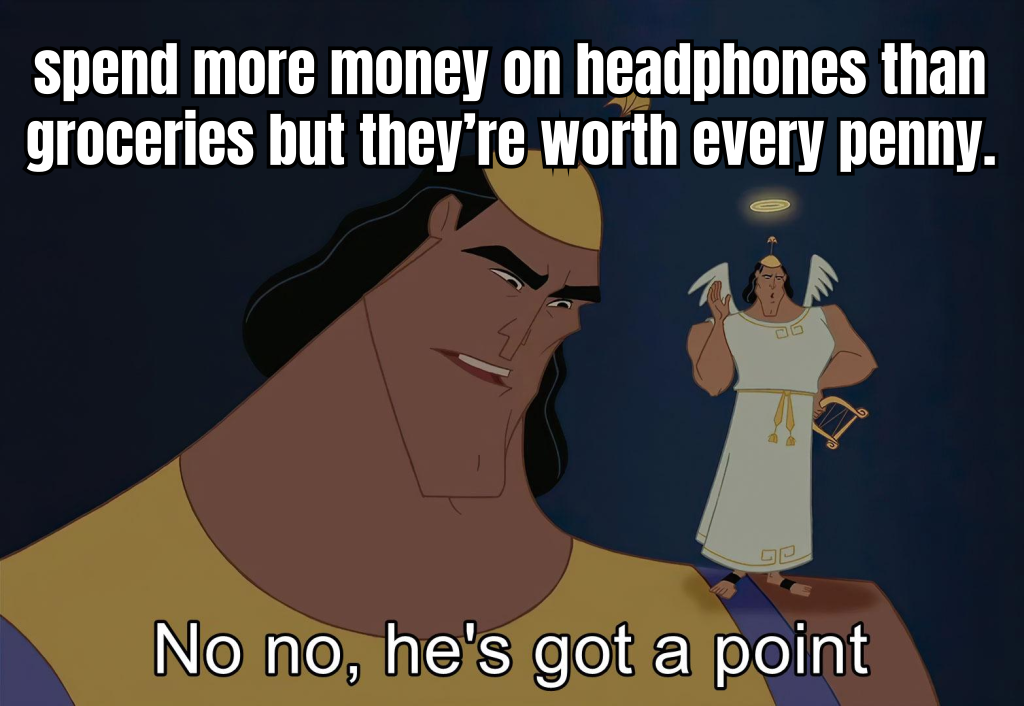 spend more money on headphones than
groceries but they’re worth every penny.
No no, he's got a point